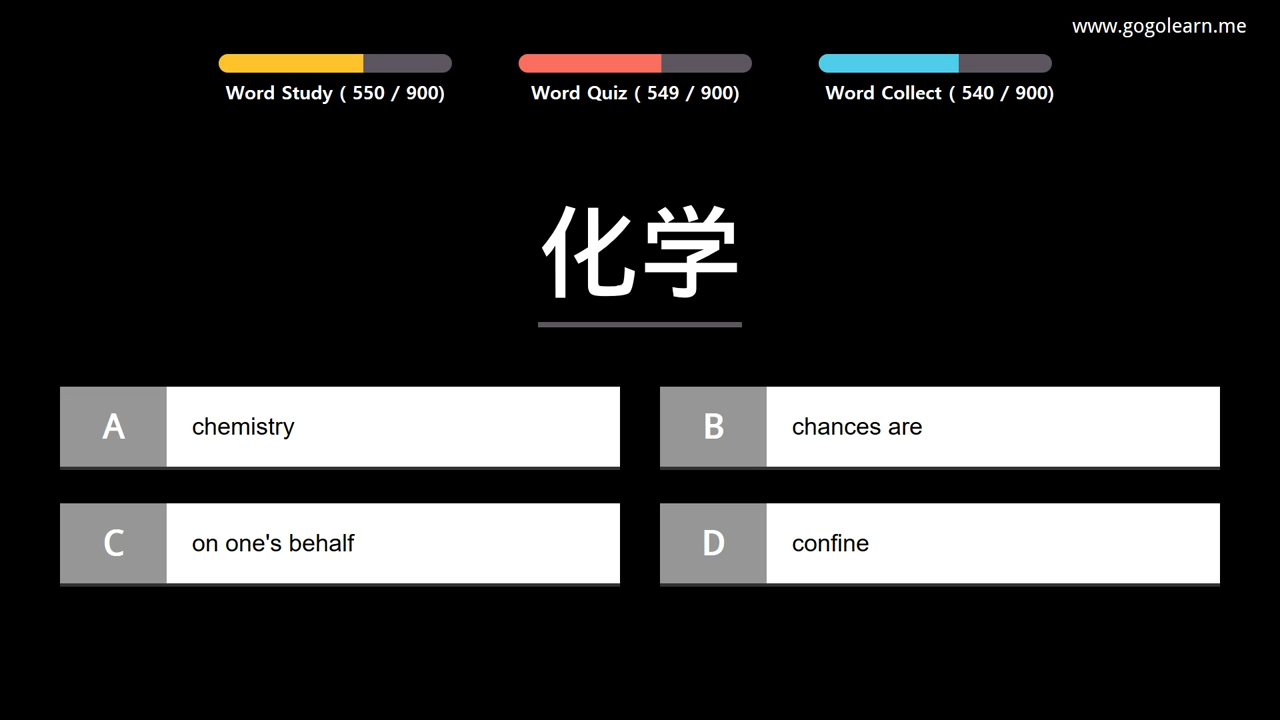 www.gogolearn.me
Word Study ( 550 / 900)
Word Quiz ( 549 / 900)
Word Collect ( 540 / 900)
化学
A chemistry
B chances are
C on one's behalf
D confine